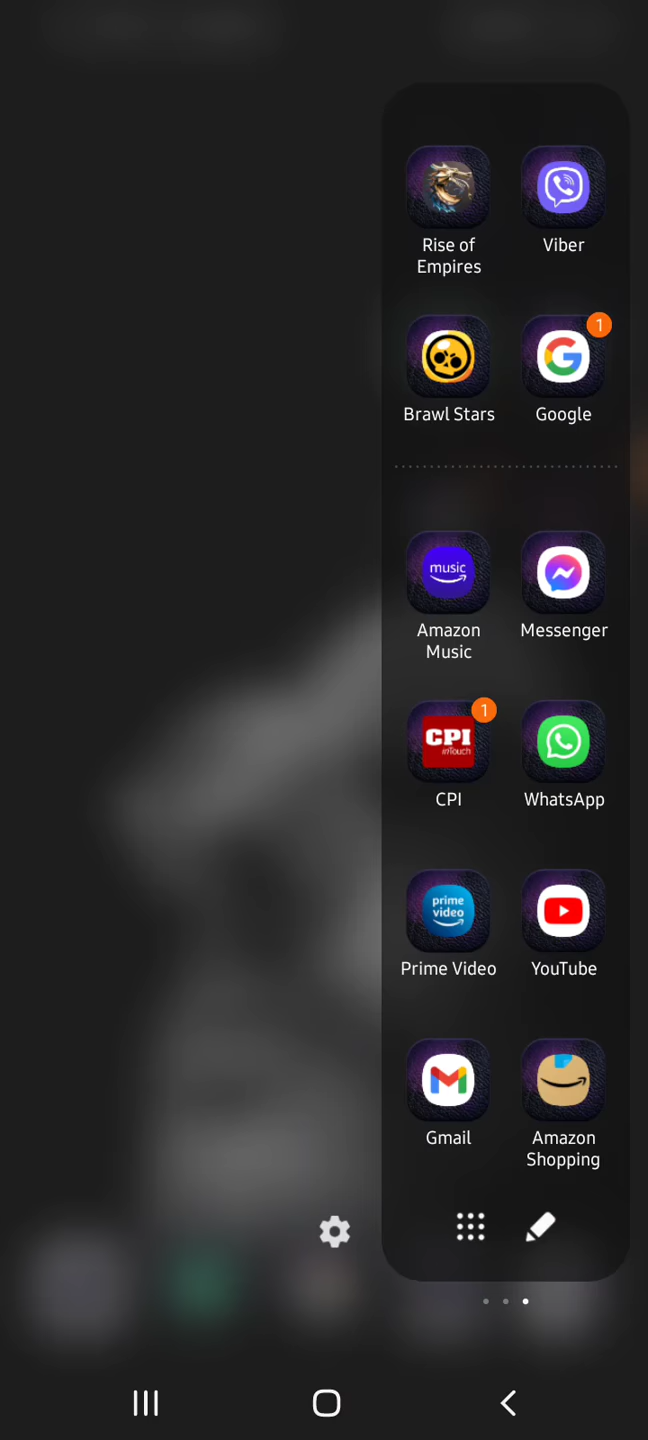 Rise of
Empires
Viber
Brawl Stars
1
Google
music
Amazon
Music
Messenger
CPI
inTouch
1
CPI
WhatsApp
prime
video
Prime Video
YouTube
Gmail
Amazon
Shopping